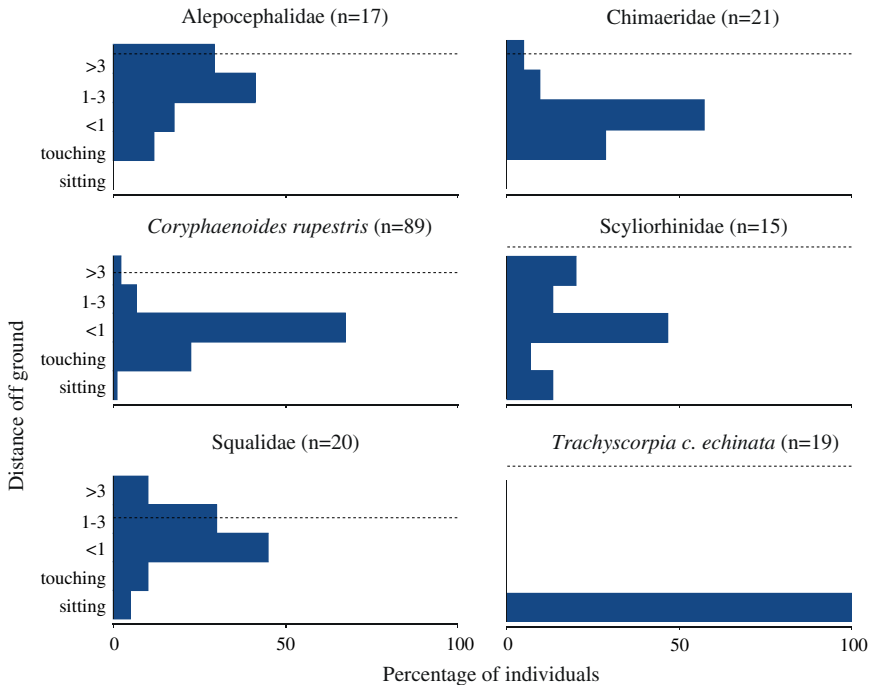 Alepocephalidae (n=17)
Chimaeridae (n=21)
>3
1-3
<1
touching
sitting
Coryphaenoides rupestris (n=89)
Scyliorhinidae (n=15)
>3
1-3
<1
touching
sitting
Distance off ground
Squalidae (n=20)
Trachyscorpia c. echinata (n=19)
>3
1-3
<1
touching
sitting
0 50 100
0 50 100
Percentage of individuals